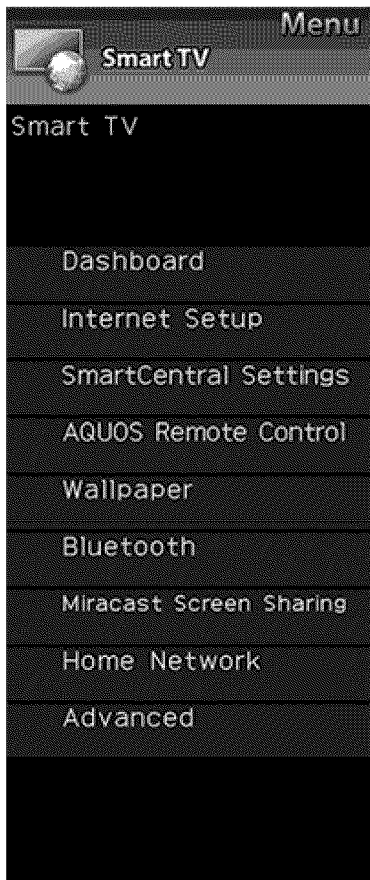 Menu
Smart TV
Smart TV
Dashboard
Internet Setup
SmartCentral Settings
AQUOS Remote Control
Wallpaper
Bluetooth
Miracast Screen Sharing
Home Network
Advanced